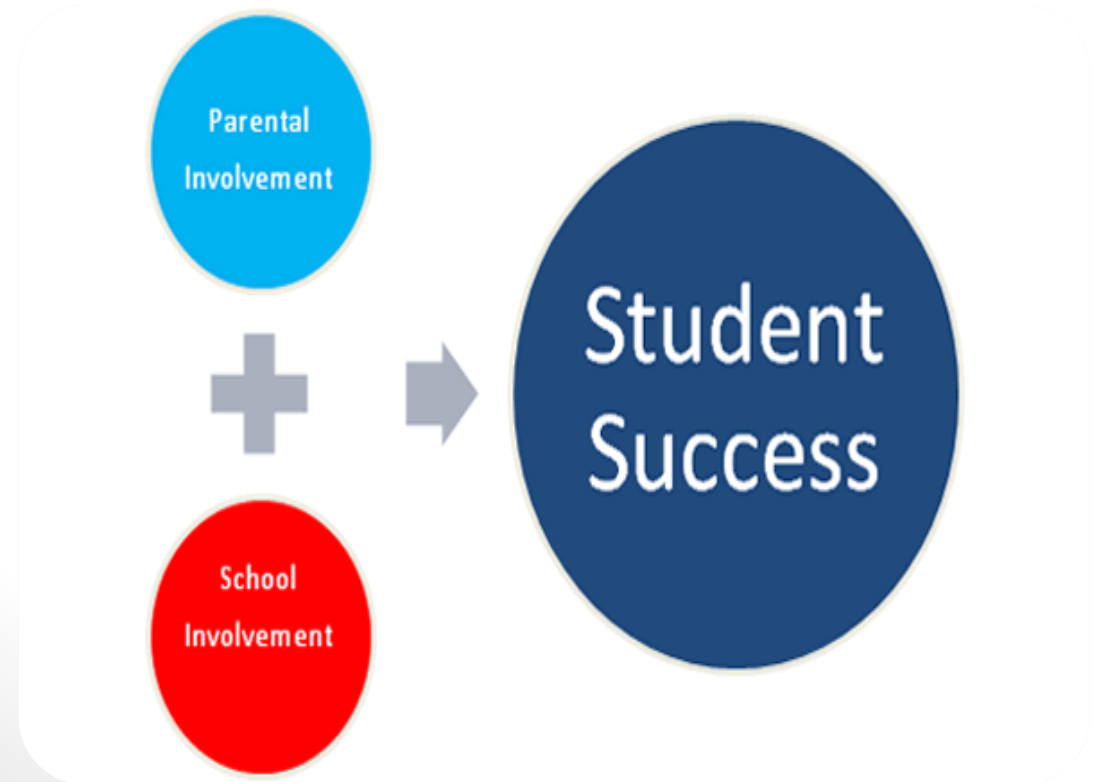 Parental
Involvement
School
Involvement
Student
Success